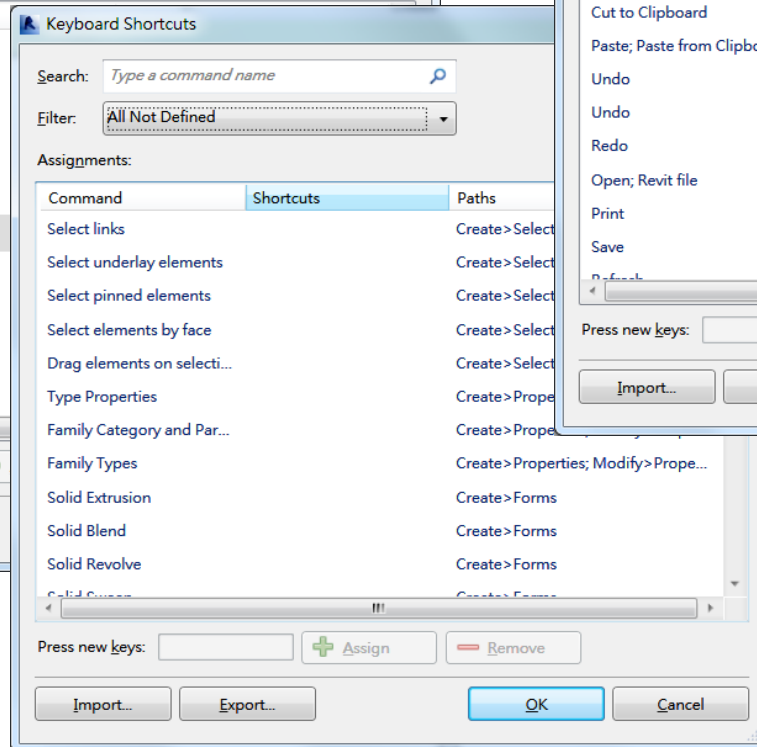 Keyboard Shortcuts
Search: Type a command name
Filter: All Not Defined
Assignments:
Command Shortcuts Paths
Select links Create>Select
Select underlay elements Create>Select
Select pinned elements Create>Select
Select elements by face Create>Select
Drag elements on selecti... Create>Select
Type Properties Create>Prope
Family Category and Par... Create>Prope
Family Types Create>Properties; Modify>Prope...
Solid Extrusion Create>Forms
Solid Blend Create>Forms
Solid Revolve Create>Forms
Solid Sweep Create>Forms
Press new keys: Assign Remove
Import... Export... OK Cancel
Cut to Clipboard
Paste; Paste from Clipbo
Undo
Undo
Redo
Open; Revit file
Print
Save
Refresh
Press new keys:
Import...